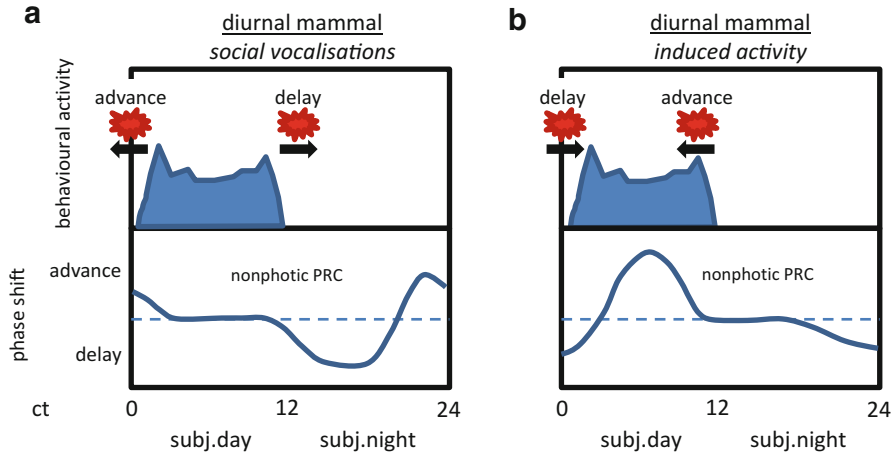 a
diurnal mammal
social vocalisations
behavioural activity
advance
delay
phase shift
advance
nonphotic PRC
delay
ct
0
12
24
subj.day
subj.night
b
diurnal mammal
induced activity
delay
advance
nonphotic PRC
0
12
24
subj.day
subj.night